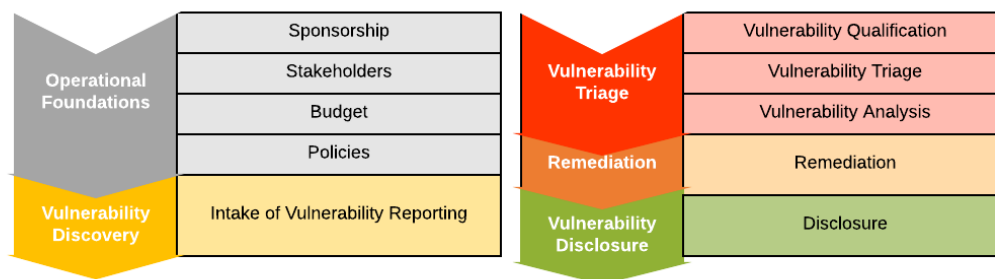 Operational
Foundations
Sponsorship
Stakeholders
Budget
Policies
Vulnerability
Discovery
Intake of Vulnerability Reporting
Vulnerability
Triage
Vulnerability Qualification
Vulnerability Triage
Vulnerability Analysis
Remediation
Remediation
Vulnerability
Disclosure
Disclosure